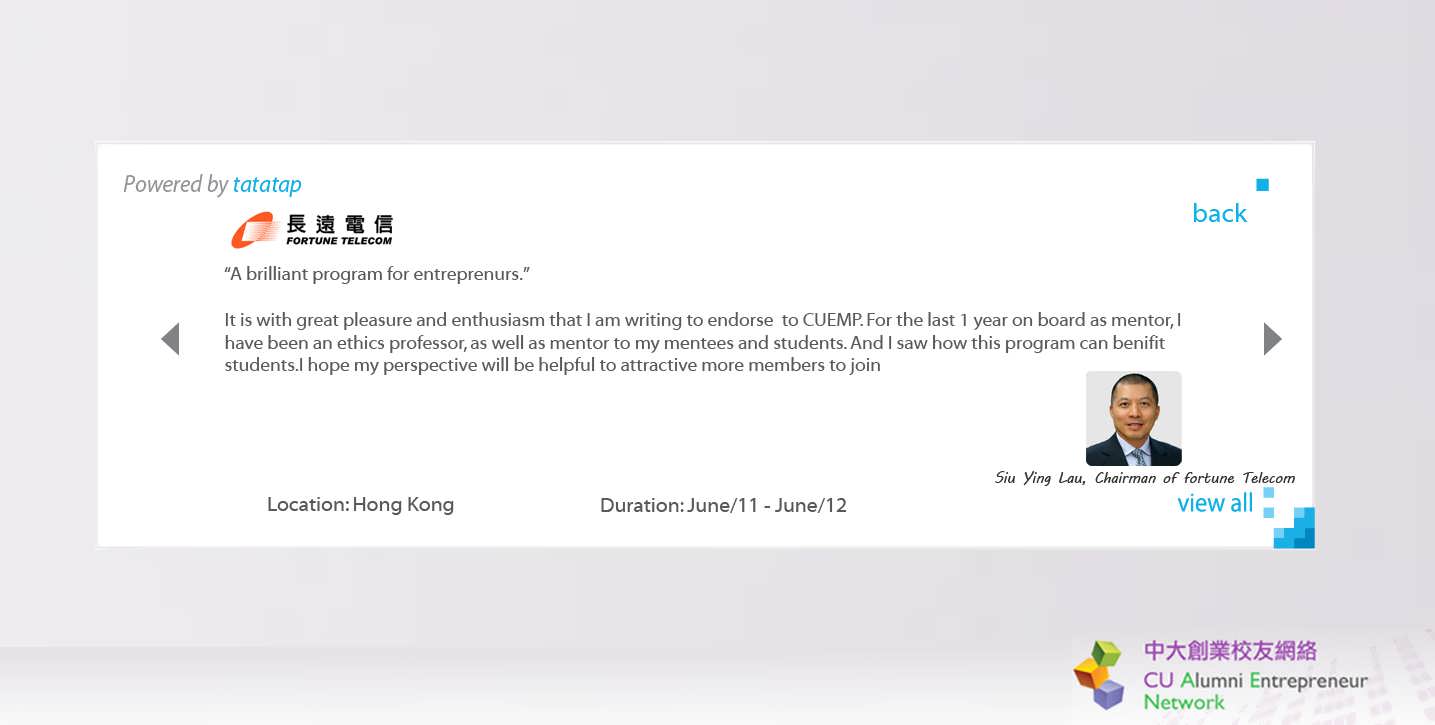 Powered by tatatap
back
長遠電信
FORTUNE TELECOM
“A brilliant program for entreprenurs.”
It is with great pleasure and enthusiasm that I am writing to endorse  to CUEMP. For the last 1 year on board as mentor, I
have been an ethics professor, as well as mentor to my mentees and students. And I saw how this program can benifit
students.I hope my perspective will be helpful to attractive more members to join
Siu Ying Lau, Chairman of fortune Telecom
Location: Hong Kong
Duration: June/11 - June/12
view all
中大創業校友網絡
CU Alumni Entrepreneur
Network